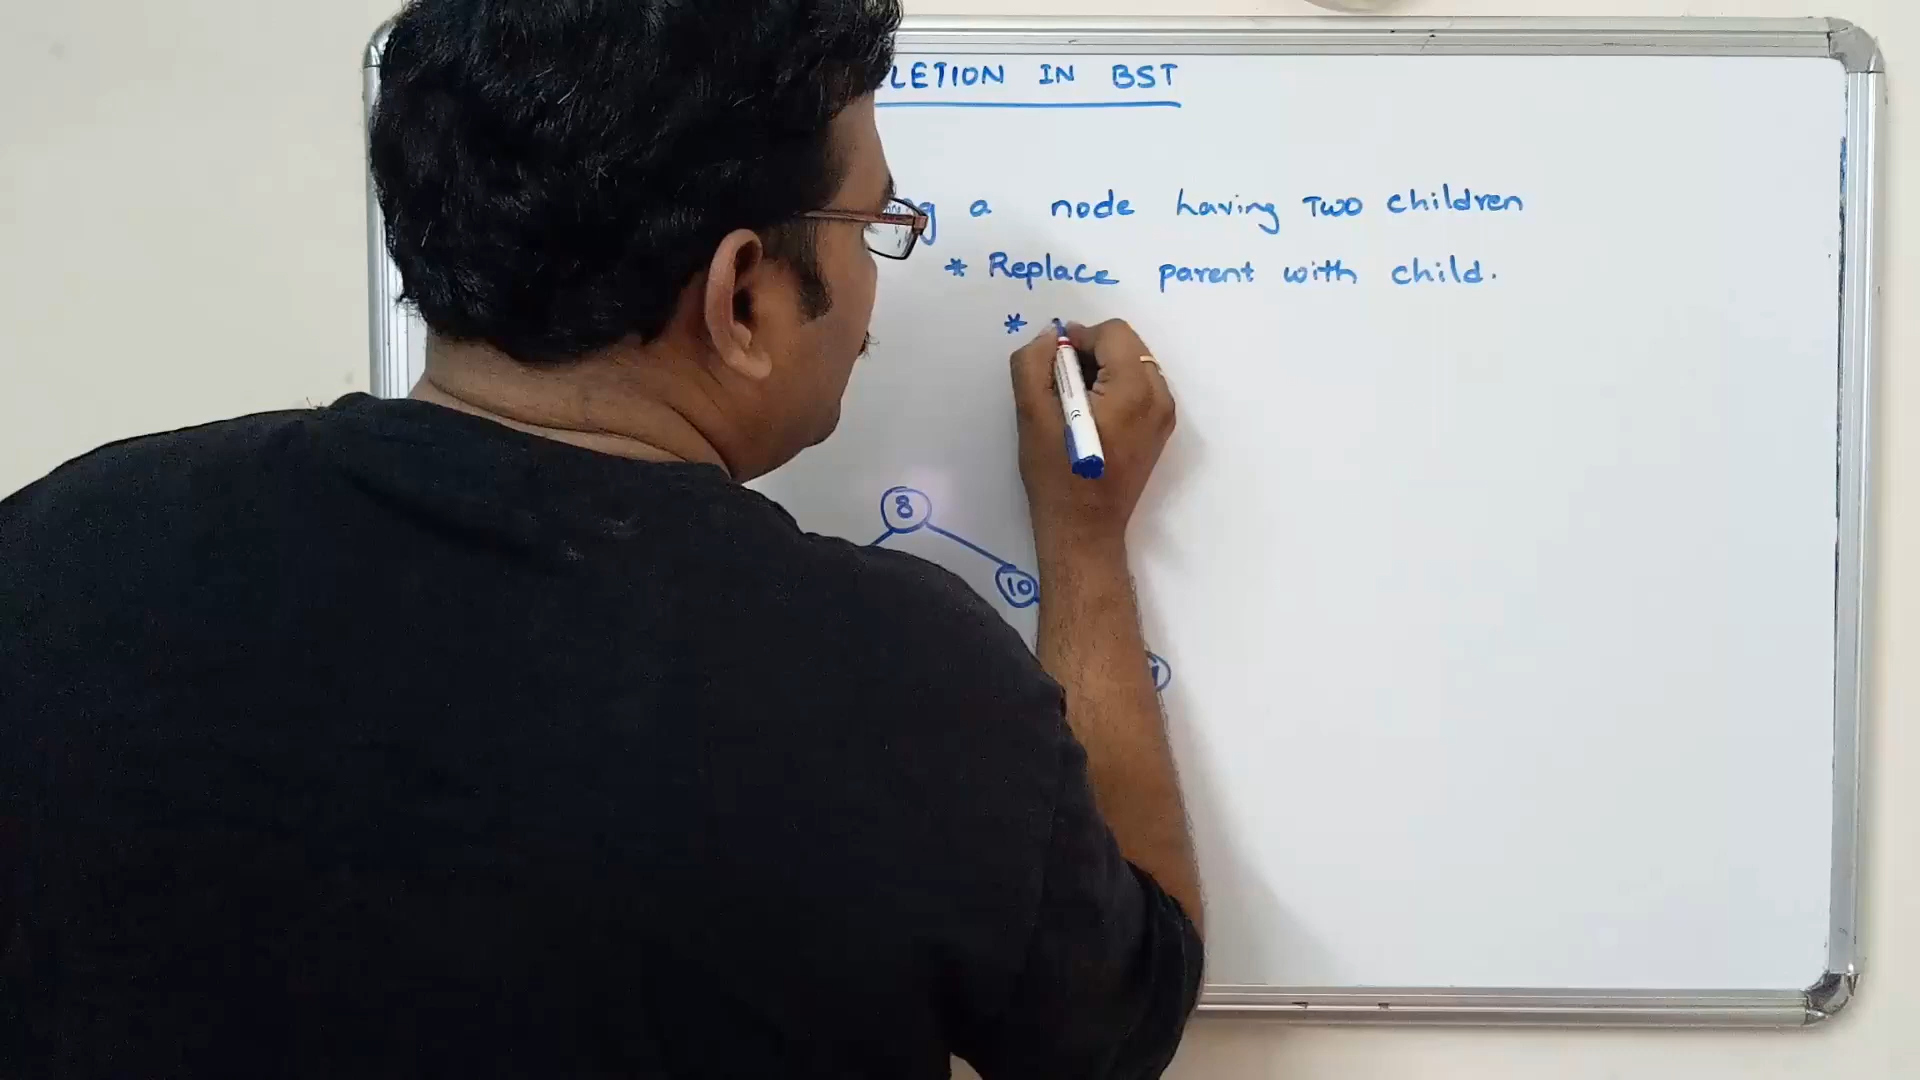 LETION IN BST
g a node having TWO children
* Replace parent with child.
*
8
10